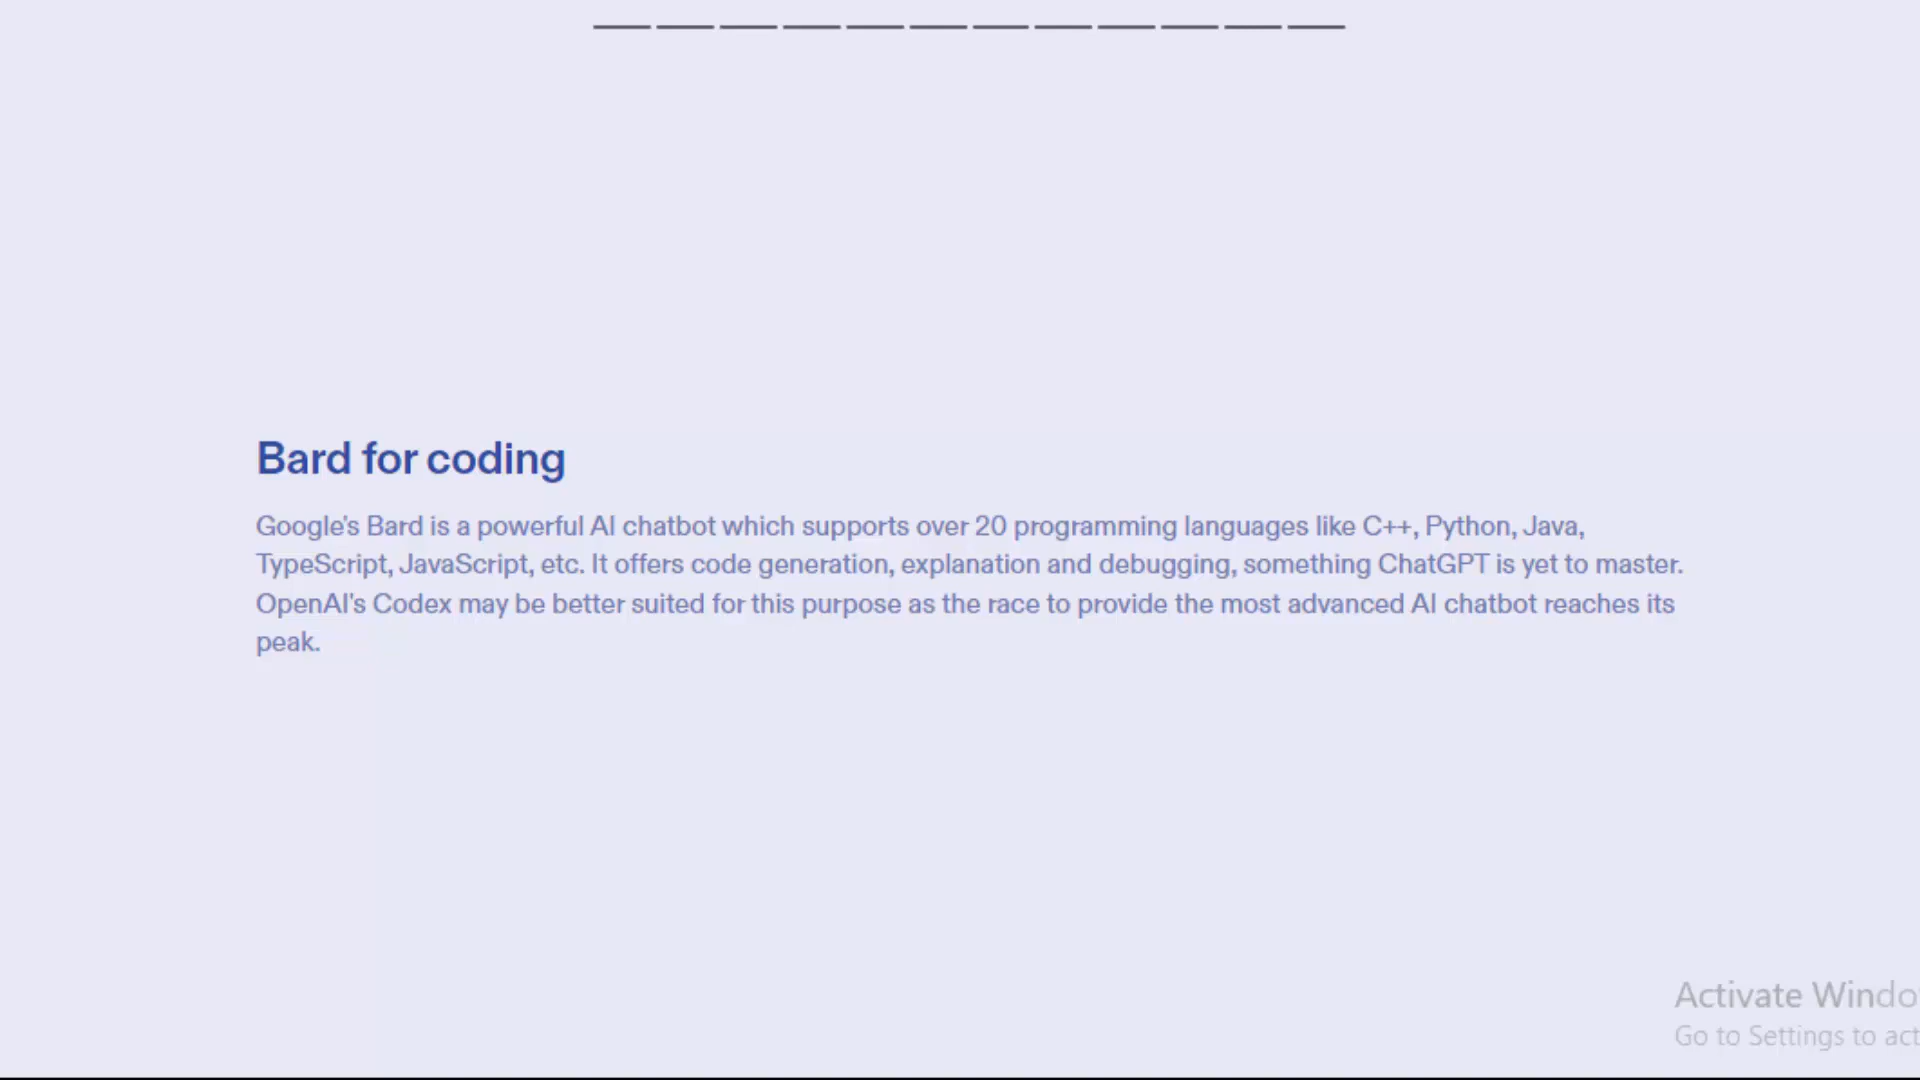 Bard for coding
Google's Bard is a powerful AI chatbot which supports over 20 programming languages like C++, Python, Java,
TypeScript, JavaScript, etc. It offers code generation, explanation and debugging, something ChatGPT is yet to master.
OpenAI's Codex may be better suited for this purpose as the race to provide the most advanced AI chatbot reaches its
peak.
Activate Windo
Go to Settings to act